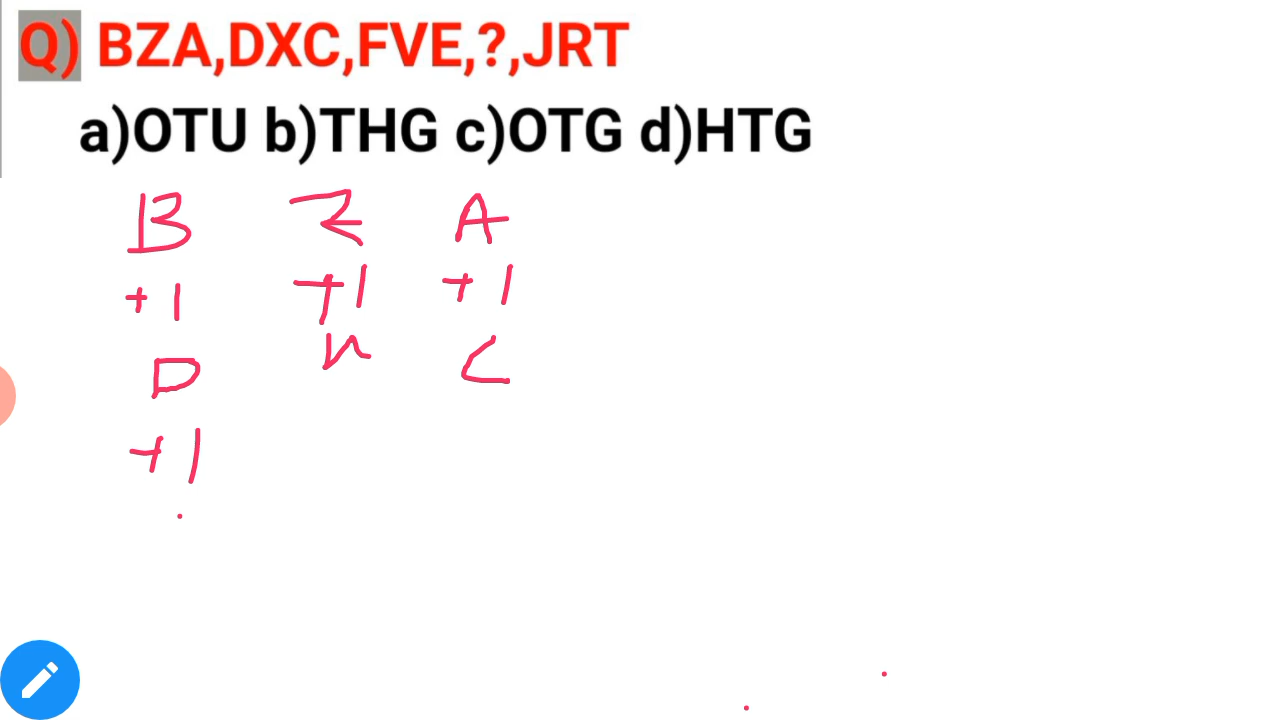 Q) BZA,DXC,FVE,?,JRT
a)OTU b)THG c)OTG d)HTG
B Z A
+1 +1 +1
D C
+1